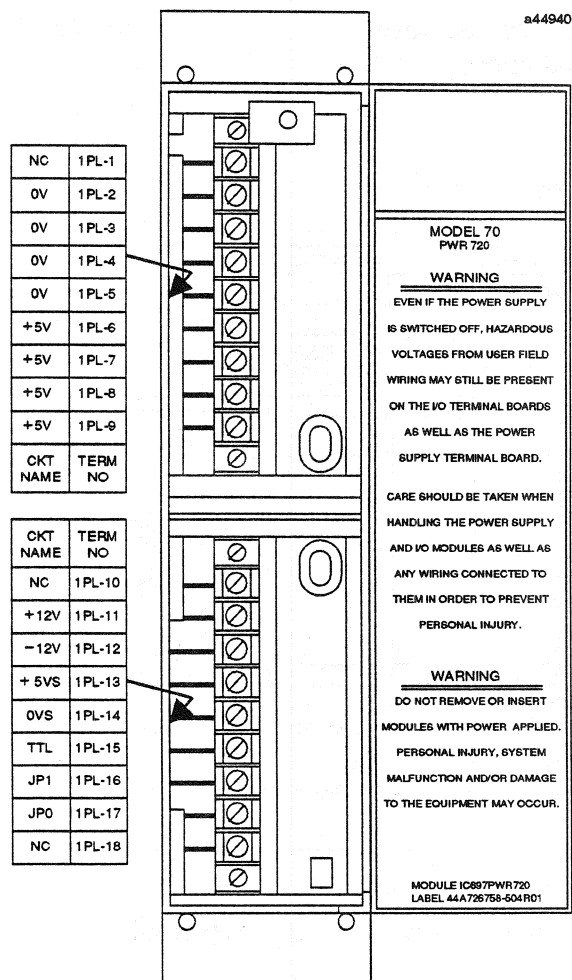 a44940
NC 1PL-1
0V 1PL-2
0V 1PL-3
0V 1PL-4
0V 1PL-5
+5V 1PL-6
+5V 1PL-7
+5V 1PL-8
+5V 1PL-9
CKT TERM
NAME NO
CKT TERM
NAME NO
NC 1PL-10
+12V 1PL-11
-12V 1PL-12
+5VS 1PL-13
0VS 1PL-14
TTL 1PL-15
JP1 1PL-16
JP0 1PL-17
NC 1PL-18
MODEL 70
PWR 720
WARNING
EVEN IF THE POWER SUPPLY
IS SWITCHED OFF, HAZARDOUS
VOLTAGES FROM USER FIELD
WIRING MAY STILL BE PRESENT
ON THE I/O TERMINAL BOARDS
AS WELL AS THE POWER
SUPPLY TERMINAL BOARD.
CARE SHOULD BE TAKEN WHEN
HANDLING THE POWER SUPPLY
AND I/O MODULES AS WELL AS
ANY WIRING CONNECTED TO
THEM IN ORDER TO PREVENT
PERSONAL INJURY.
WARNING
DO NOT REMOVE OR INSERT
MODULES WITH POWER APPLIED.
PERSONAL INJURY, SYSTEM
MALFUNCTION AND/OR DAMAGE
TO THE EQUIPMENT MAY OCCUR.
MODULE IC697PWR720
LABEL 44A726758-504R01